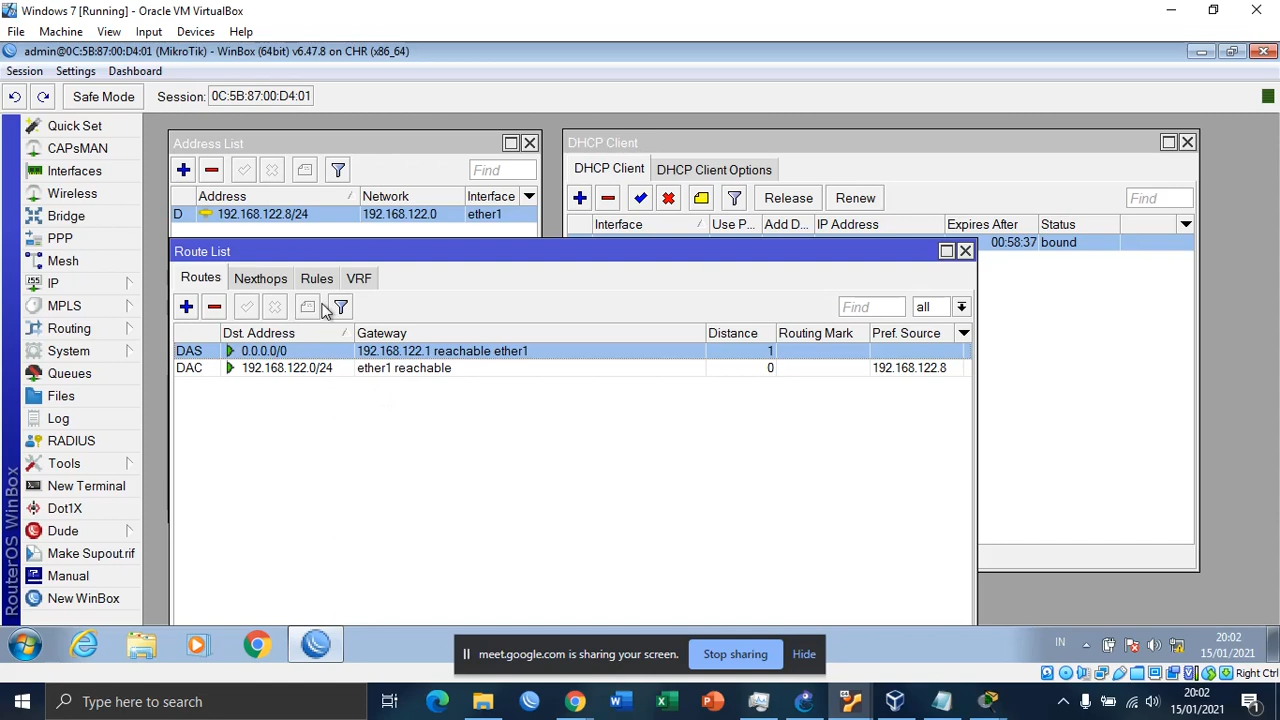 Windows 7 [Running] - Oracle VM VirtualBox
File Machine View Input Devices Help
admin@0C:5B:87:00:D4:01 (MikroTik) - WinBox (64bit) v6.47.8 on CHR (x86_64)
Session Settings Dashboard
Safe Mode Session: 0C:5B:87:00:D4:01
Quick Set
CAPsMAN
Interfaces
Wireless
Bridge
PPP
Mesh
IP
MPLS
Routing
System
Queues
Files
Log
RADIUS
Tools
New Terminal
Dot1X
Dude
Make Supout.rif
Manual
New WinBox
RouterOS WinBox
Address List
Find
Address Network Interface
D 192.168.122.8/24 192.168.122.0 ether1
DHCP Client
DHCP Client DHCP Client Options
Release Renew Find
Interface Use P... Add D... IP Address Expires After Status
00:58:37 bound
Route List
Routes Nexthops Rules VRF
Find all
Dst. Address Gateway Distance Routing Mark Pref. Source
DAS 0.0.0.0/0 192.168.122.1 reachable ether1 1
DAC 192.168.122.0/24 ether1 reachable 0 192.168.122.8
meet.google.com is sharing your screen. Stop sharing Hide
IN 20:02
15/01/2021
Right Ctrl
Type here to search
20:02
15/01/2021